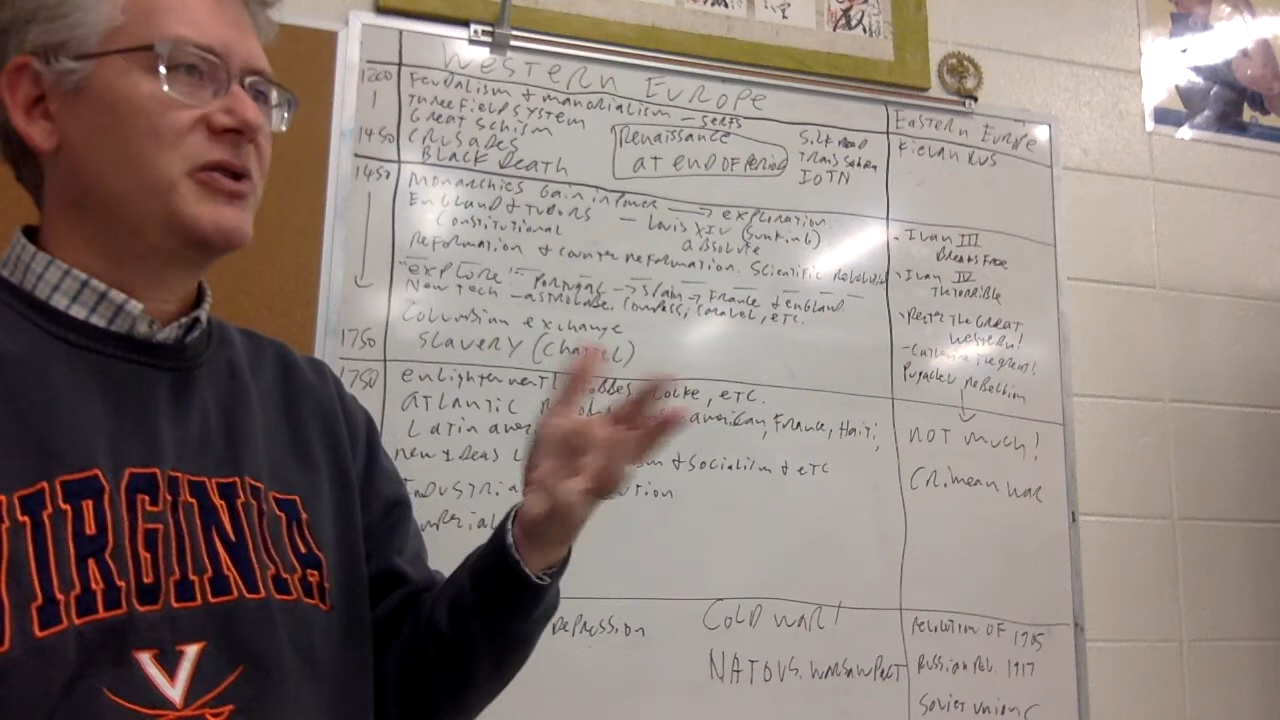 WESTERN EUROPE
1200
|
1450
Feudalism & manorialism - serfs
Three Field System
Great Schism
Crusades
Black Death
Renaissance
AT END OF PERIOD
Silk road
Trans Sahara
IOTN
EASTERN EUROPE
Kievan Rus
1450
1750
Monarchies Gain in Power → exploration
England & Tudors - Louis XIV (Sun King)
Constitutional absolute
Reformation & counter reformation. Scientific Revolution
"explore" Portugal → Spain → France & England
New Tech - astrolabe, compass, caravel, etc.
Columbian exchange
Slavery (Chattel)
- Ivan III
Breaks Free
Ivan IV
The Terrible
Peter The Great,
Western!
Pugachev rebellion
1750
enlightenment Locke, etc.
ATLANTIC american, France, Haiti,
Latin
new ideas & Socialism & etc
NOT much!
Crimean War
DEPRESSION
COLD WAR!
NATO VS. WARSAW PACT
Revolution OF 1905
Russian Rev. 1917
Soviet Union
VIRGINIA
V